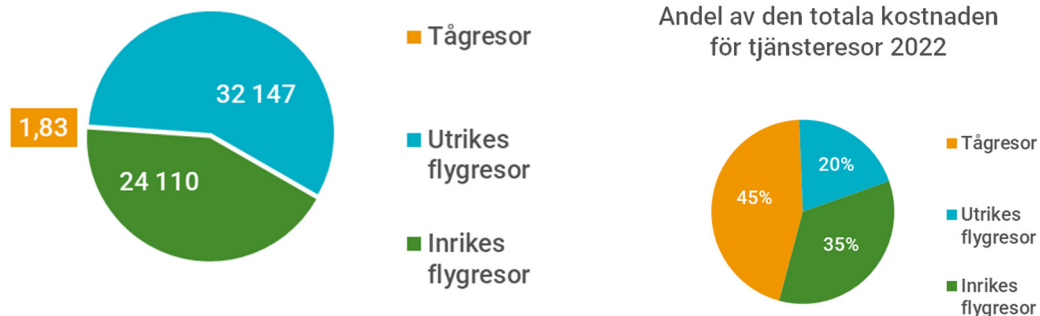 Tågresor
32 147
1,83
Utrikes
flygresor
24 110
Inrikes
flygresor
Andel av den totala kostnaden
för tjänsteresor 2022
Tågresor
20%
45%
Utrikes
flygresor
35%
Inrikes
flygresor